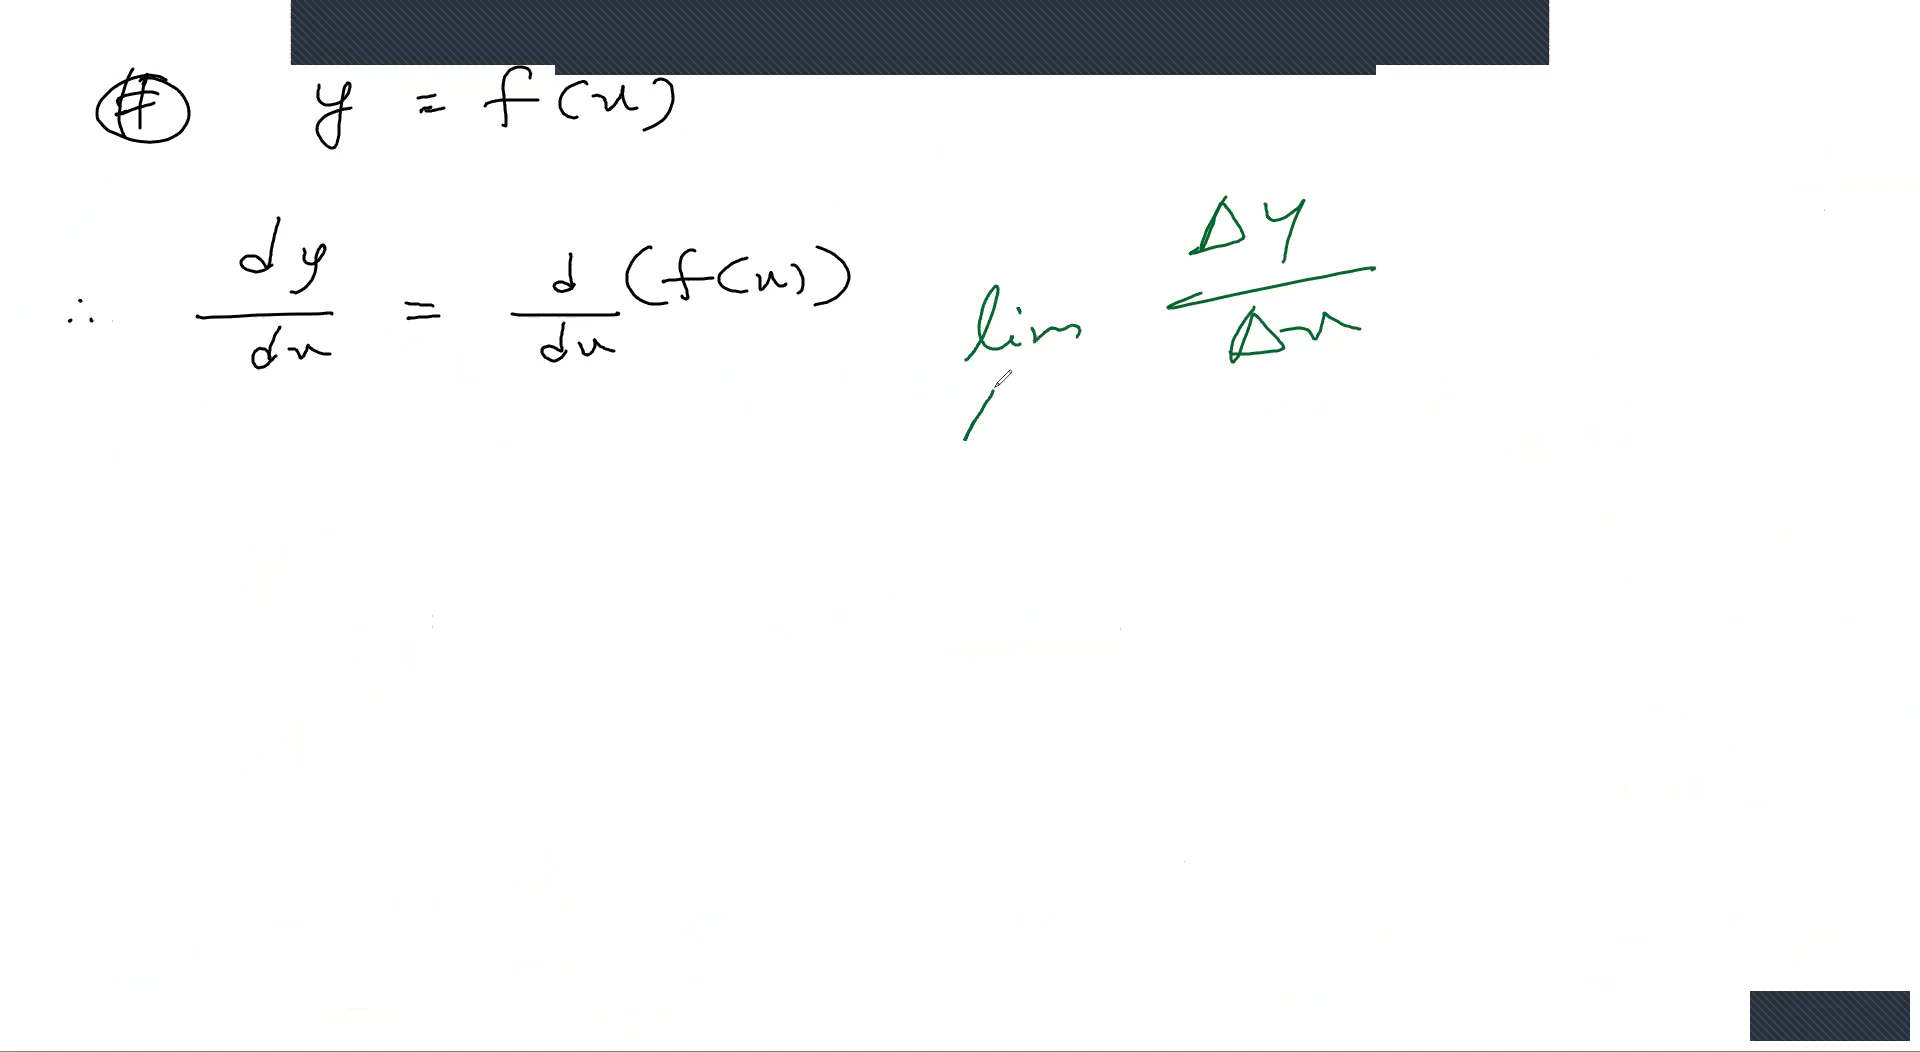 # y = f(x)
∴ dy/dx = d/dx (f(x)) lim Δy/Δx